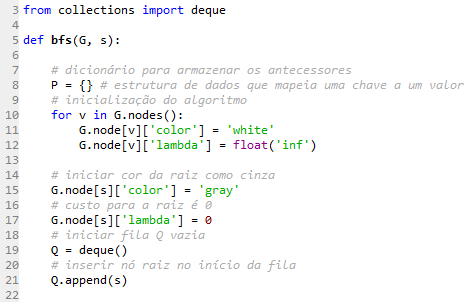 3 from collections import deque
4
5 def bfs(G, s):
6
7     # dicionário para armazenar os antecessores
8     P = {} # estrutura de dados que mapeia uma chave a um valor
9     # inicialização do algoritmo
10     for v in G.nodes():
11         G.node[v]['color'] = 'white'
12         G.node[v]['lambda'] = float('inf')
13
14     # iniciar cor da raiz como cinza
15     G.node[s]['color'] = 'gray'
16     # custo para a raiz é 0
17     G.node[s]['lambda'] = 0
18     # iniciar fila Q vazia
19     Q = deque()
20     # inserir nó raiz no início da fila
21     Q.append(s)
22